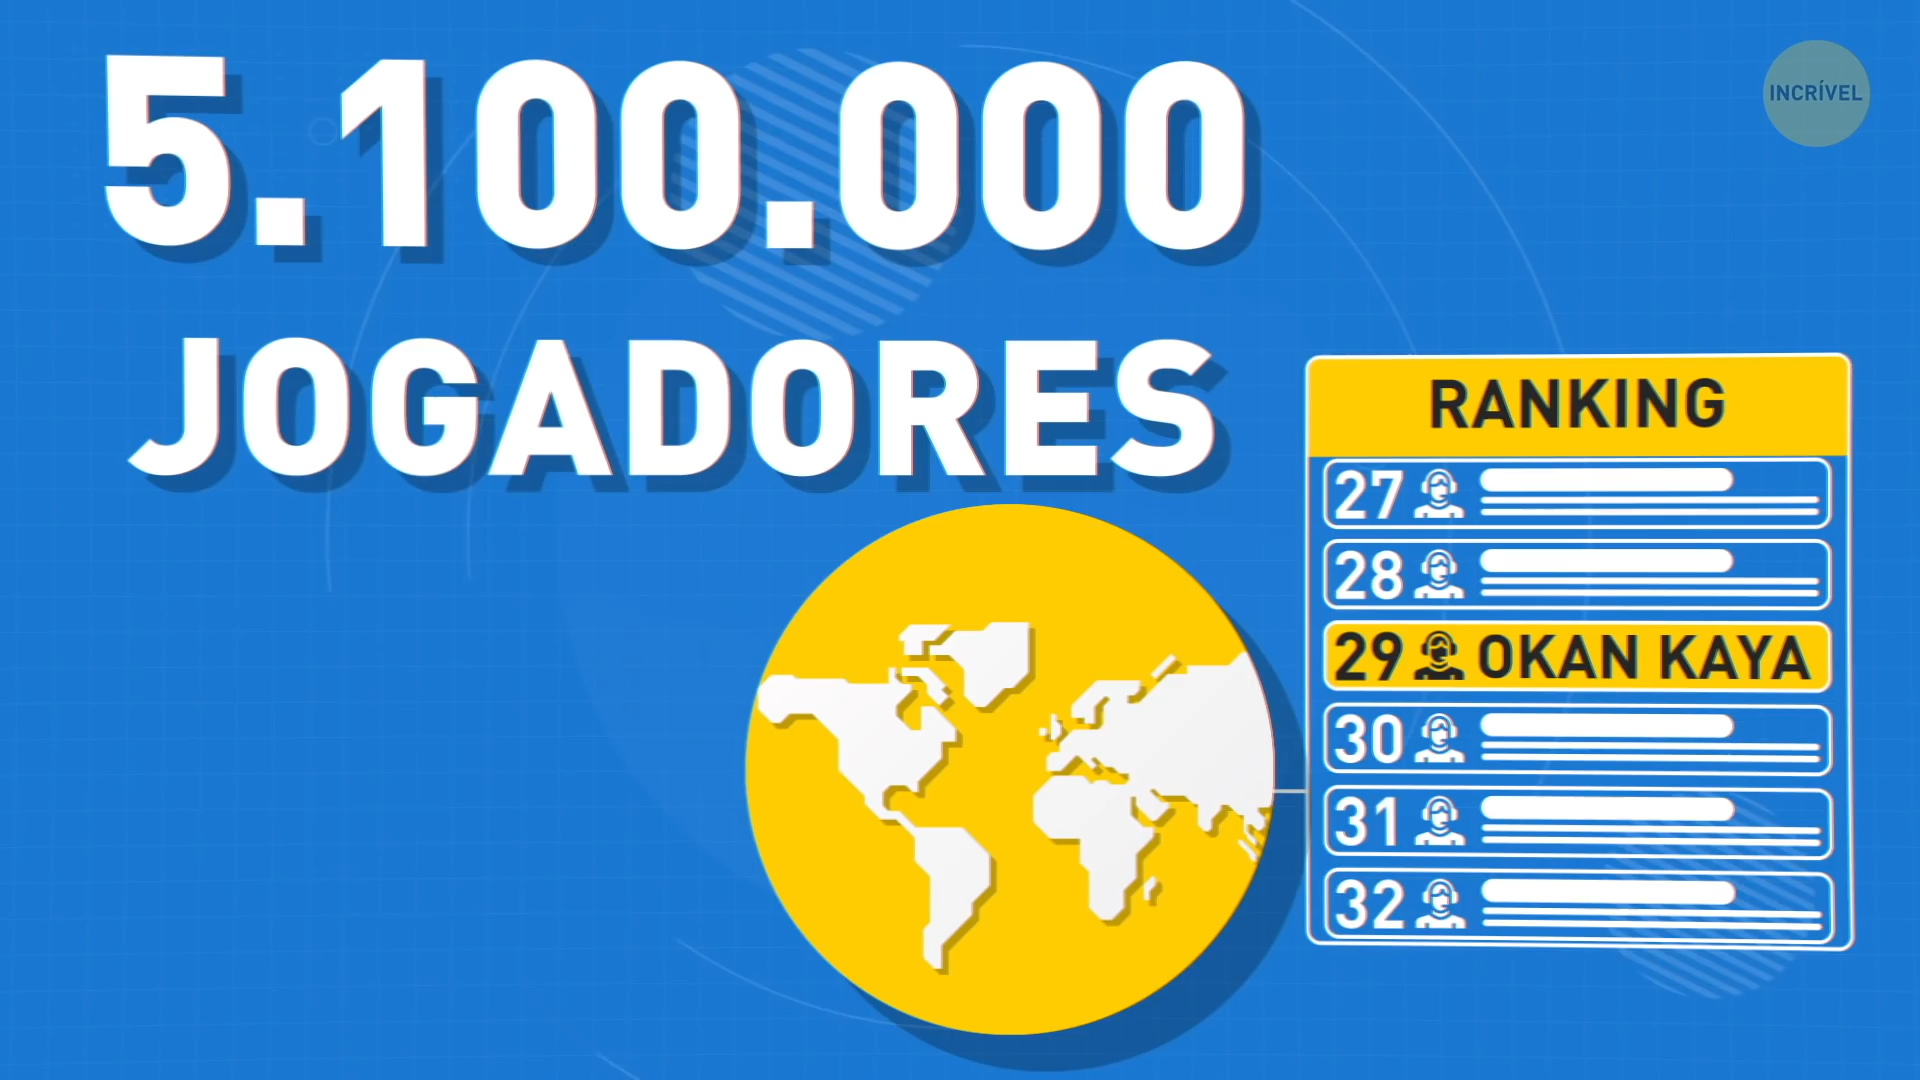 5.100.000
JOGADORES
INCRÍVEL
RANKING
27
28
29 OKAN KAYA
30
31
32